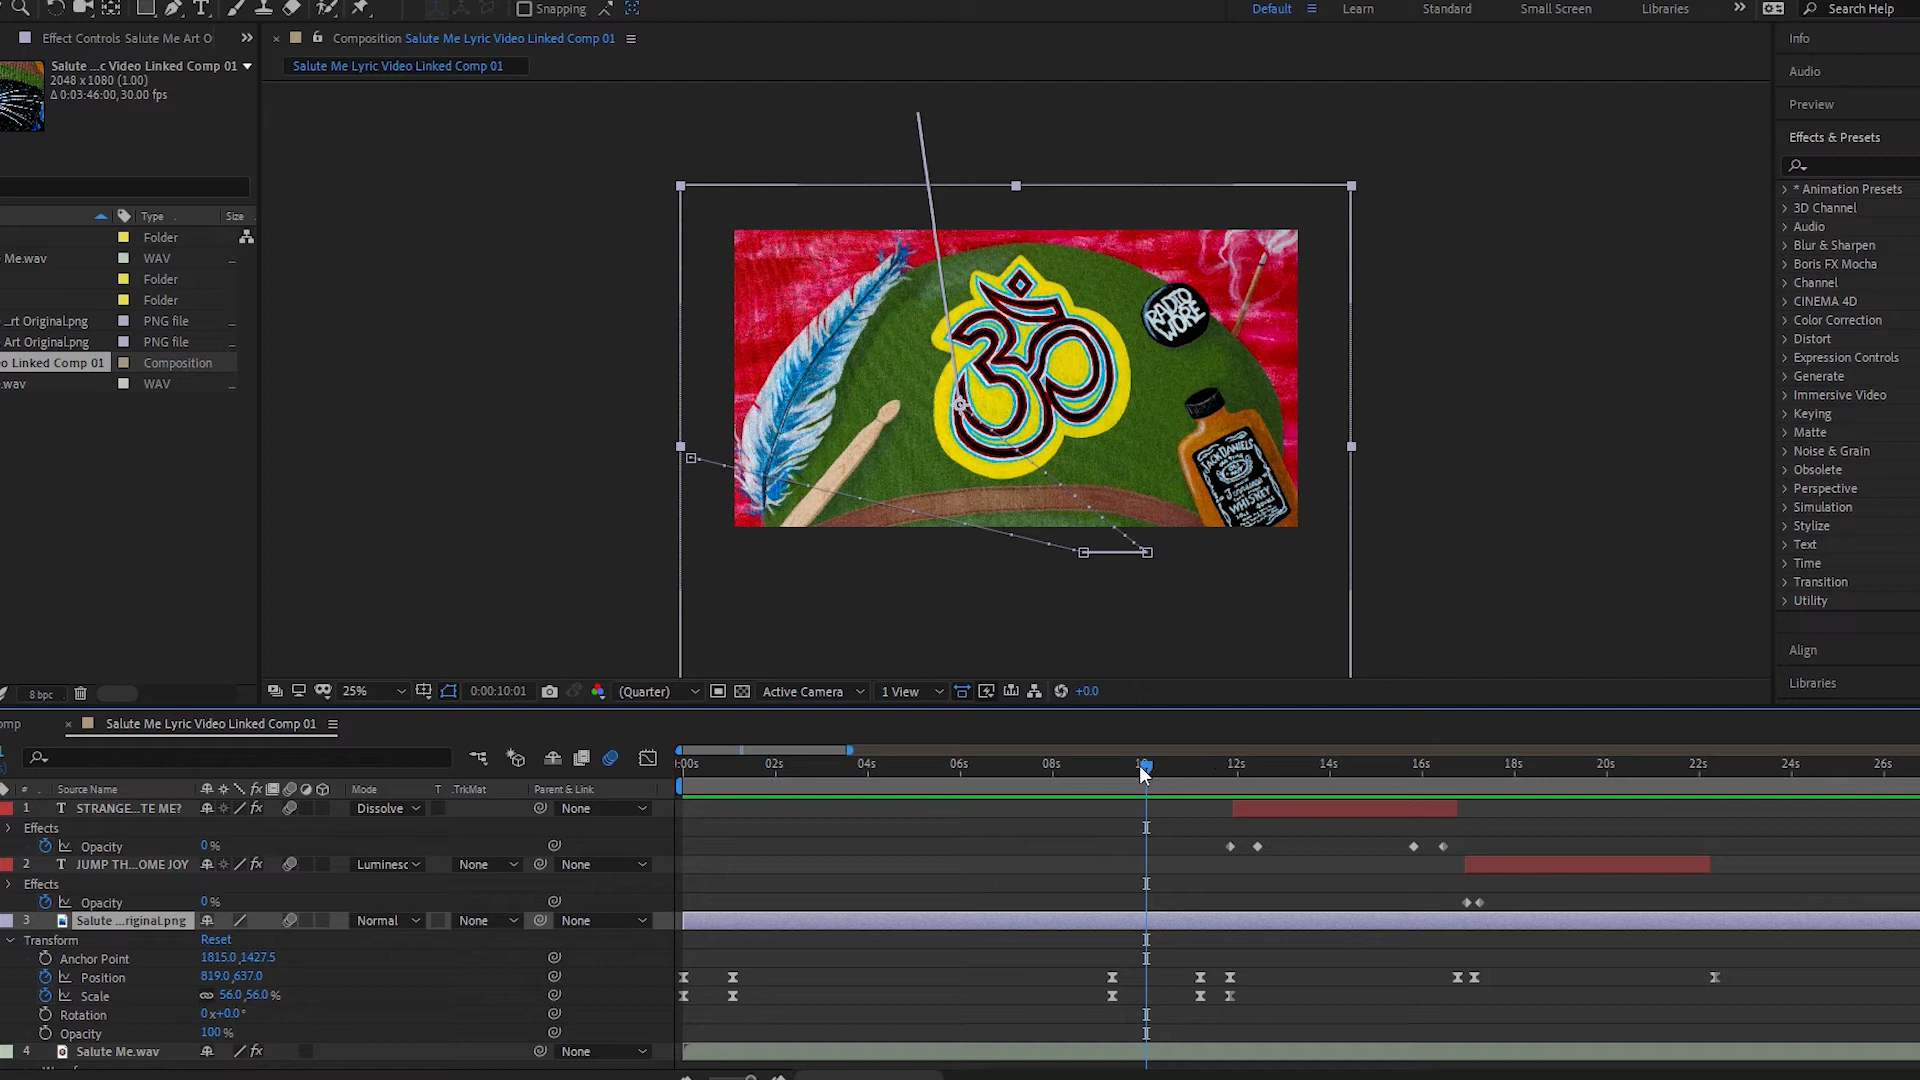 Snapping
Default
Learn
Standard
Small Screen
Libraries
Search Help
Effect Controls Salute Me Art O
Composition Salute Me Lyric Video Linked Comp 01
Info
Salute ...c Video Linked Comp 01
2048 x 1080 (1.00)
Δ 0:03:46:00, 30.00 fps
Salute Me Lyric Video Linked Comp 01
Audio
Preview
Effects & Presets
* Animation Presets
3D Channel
Audio
Blur & Sharpen
Boris FX Mocha
Channel
CINEMA 4D
Color Correction
Distort
Expression Controls
Generate
Immersive Video
Keying
Matte
Noise & Grain
Obsolete
Perspective
Simulation
Stylize
Text
Time
Transition
Utility
Align
Libraries
Type
Size
Folder
Me.wav WAV
Folder
Folder
..rt Original.png PNG file
Art Original.png PNG file
o Linked Comp 01 Composition
.wav WAV
ॐ
RADIO
WORE
JACK DANIEL'S
WHISKEY
8 bpc
25%
0:00:10:01
(Quarter)
Active Camera
1 View
+0.0
omp
Salute Me Lyric Video Linked Comp 01
:00s 02s 04s 06s 08s 10s 12s 14s 16s 18s 20s 22s 24s 26s
# Source Name
Mode
T .TrkMat
Parent & Link
1 T STRANGE...TE ME? Dissolve None
Effects
Opacity 0 %
2 T JUMP TH...OME JOY Luminesc None None
Effects
Opacity 0 %
3 Salute ...riginal.png Normal None None
Transform Reset
Anchor Point 1815.0,1427.5
Position 819.0,637.0
Scale 56.0,56.0 %
Rotation 0x+0.0°
Opacity 100 %
4 Salute Me.wav None